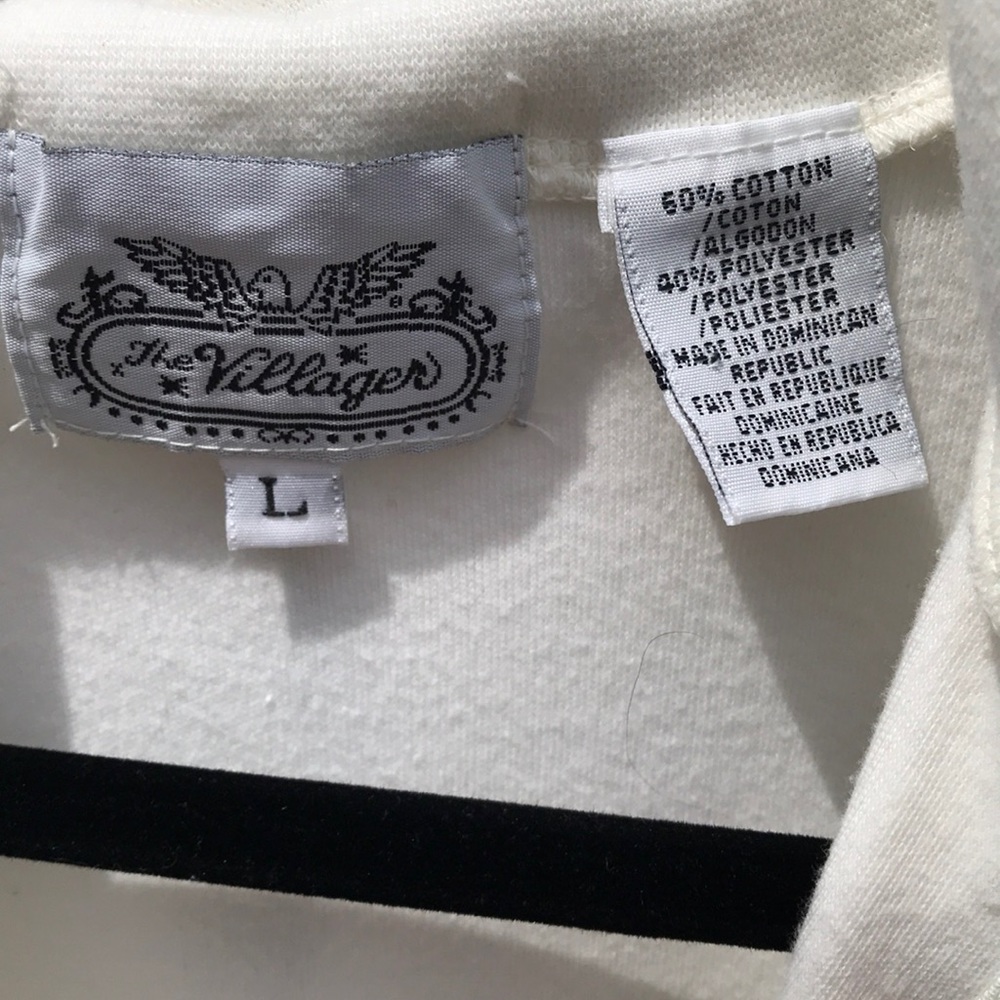 The Villager
®
L
60% COTTON
/COTON
/ALGODON
40% POLYESTER
/POLYESTER
/POLIESTER
MADE IN DOMINICAN
REPUBLIC
FAIT EN REPUBLIQUE
DOMINICAINE
HECHO EN REPUBLICA
DOMINICANA